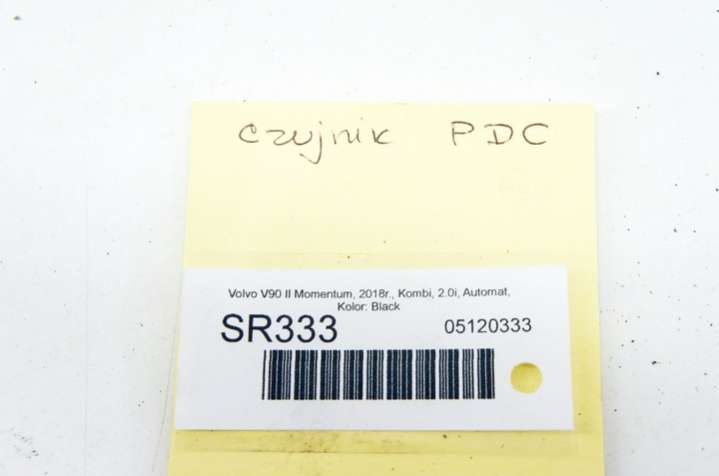 czujnik PDC
Volvo V90 II Momentum, 2018r., Kombi, 2.0i, Automat,
Kolor: Black
SR333 05120333